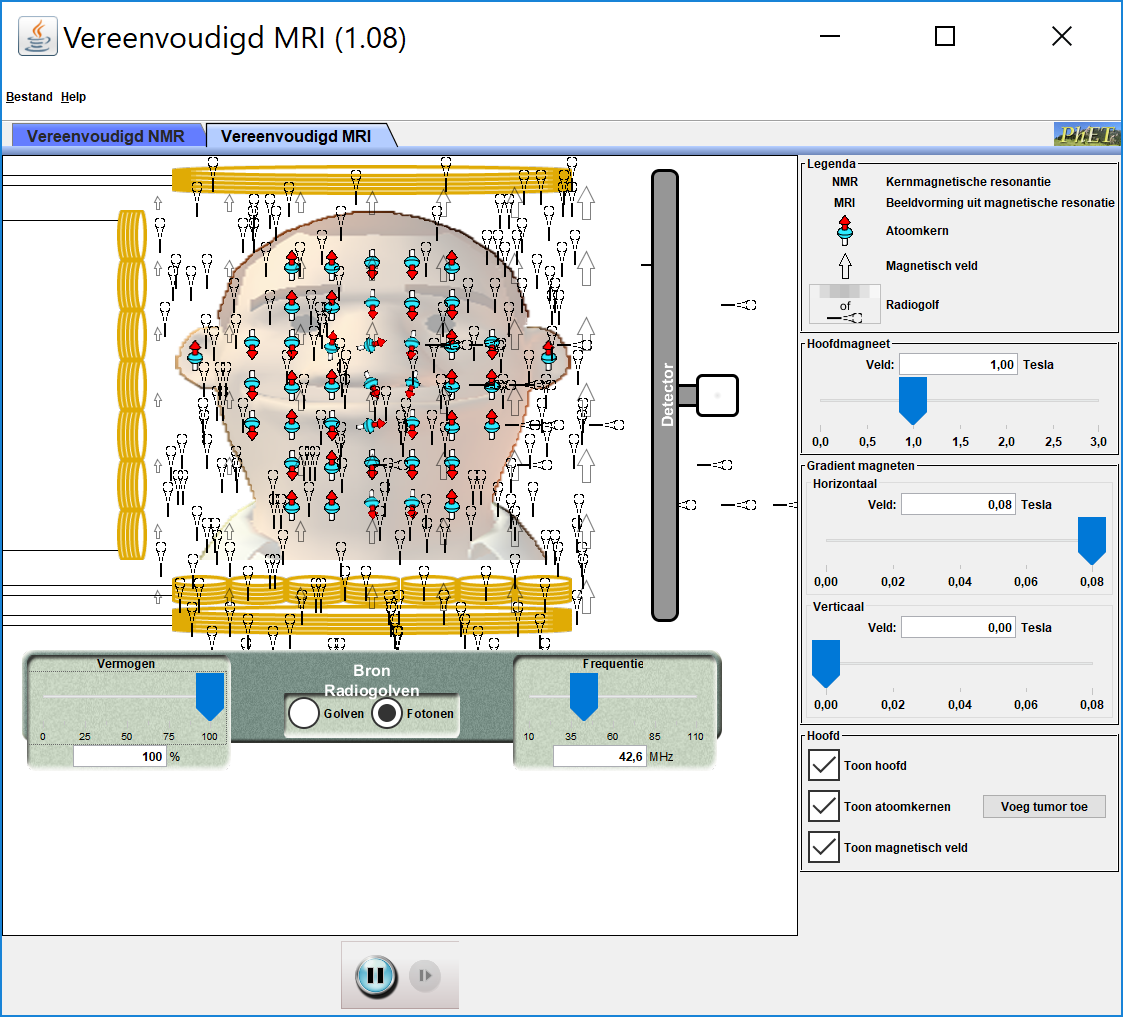 Vereenvoudigd MRI (1.08)
Bestand Help
Vereenvoudigd NMR Vereenvoudigd MRI
PhET
Legenda
NMR Kernmagnetische resonantie
MRI Beeldvorming uit magnetische resonatie
Atoomkern
Magnetisch veld
of Radiogolf
Hoofdmagneet
Veld: 1,00 Tesla
0,0 0,5 1,0 1,5 2,0 2,5 3,0
Gradient magneten
Horizontaal
Veld: 0,08 Tesla
0,00 0,02 0,04 0,06 0,08
Verticaal
Veld: 0,00 Tesla
0,00 0,02 0,04 0,06 0,08
Hoofd
Toon hoofd
Toon atoomkernen Voeg tumor toe
Toon magnetisch veld
Detector
Vermogen
0 25 50 75 100
100 %
Bron
Radiogolven
Golven Fotonen
Frequentie
10 35 60 85 110
42,6 MHz